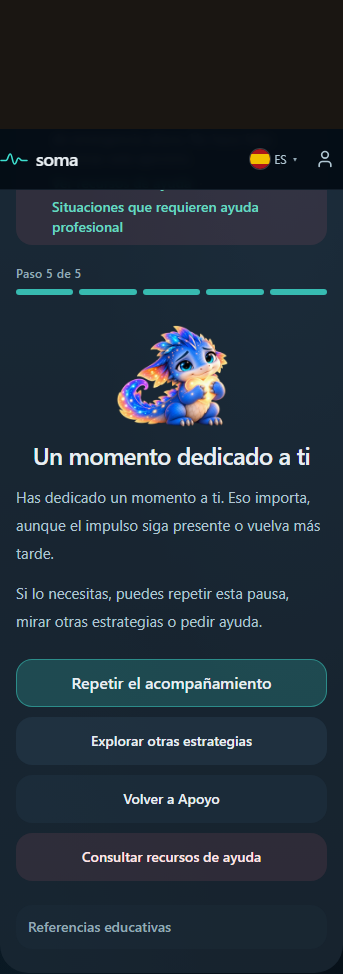 soma
ES
Situaciones que requieren ayuda
profesional
Paso 5 de 5
Un momento dedicado a ti
Has dedicado un momento a ti. Eso importa,
aunque el impulso siga presente o vuelva más
tarde.
Si lo necesitas, puedes repetir esta pausa,
mirar otras estrategias o pedir ayuda.
Repetir el acompañamiento
Explorar otras estrategias
Volver a Apoyo
Consultar recursos de ayuda
Referencias educativas